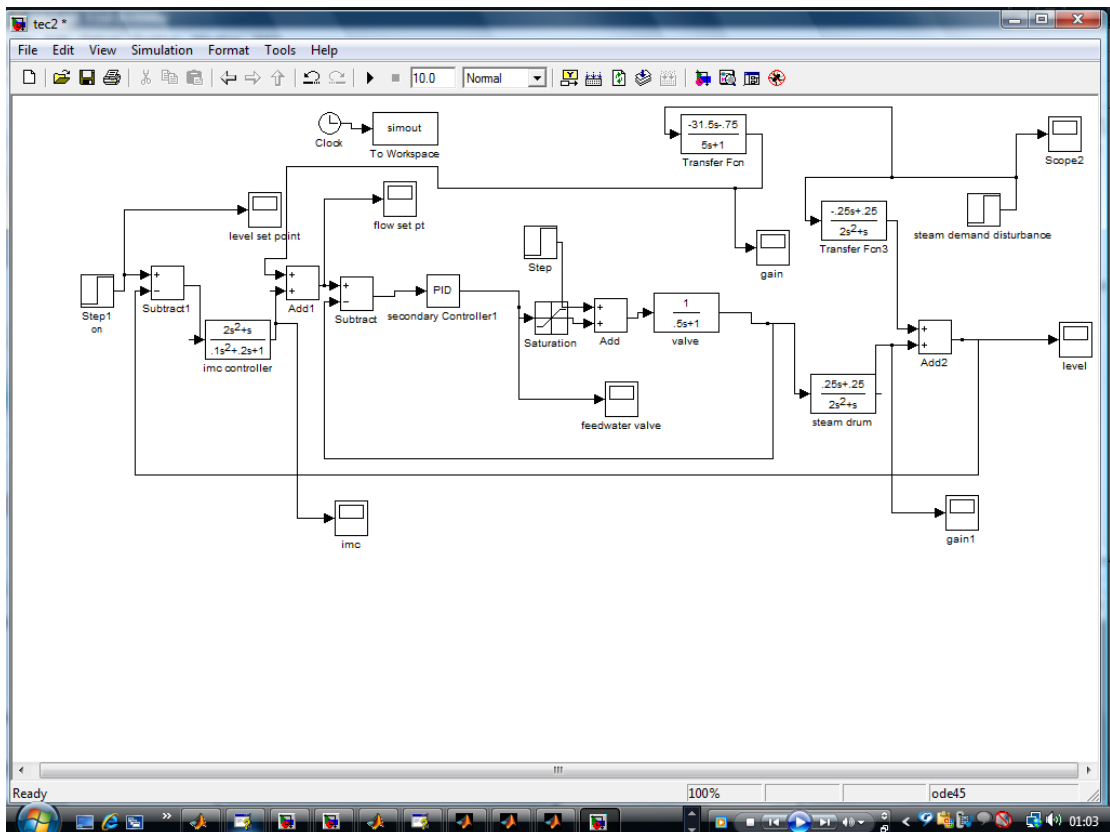 tec2 *
File Edit View Simulation Format Tools Help
10.0 Normal
Clock
simout
To Workspace
-31.5s-.75
5s+1
Transfer Fcn
Scope2
level set point
flow set pt
-.25s+.25
2s2+s
Transfer Fcn3
steam demand disturbance
Step
gain
Step1
on
+
−
Subtract1
+
+
Add1
+
−
Subtract
PID
secondary Controller1
Saturation
+
+
Add
1
.5s+1
valve
2s2+s
.1s2+.2s+1
imc controller
+
+
Add2
level
.25s+.25
2s2+s
steam drum
feedwater valve
imc
gain1
Ready
100%
ode45
01:03